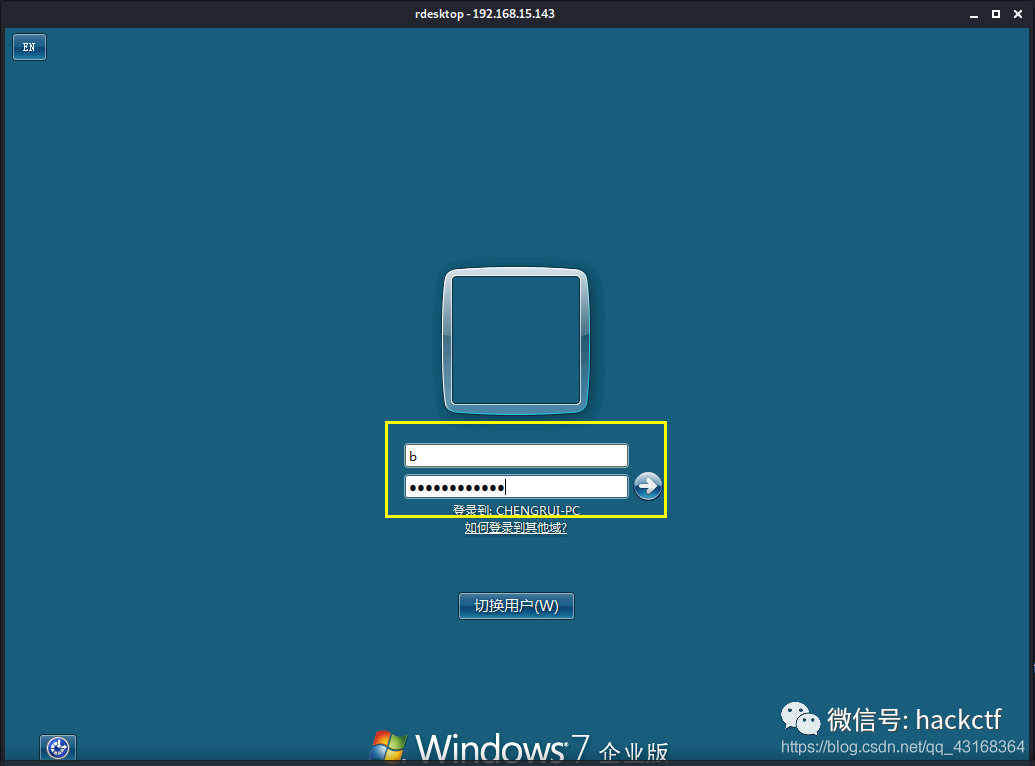 rdesktop - 192.168.15.143
EN
b
••••••••••••
登录到: CHENGRUI-PC
如何登录到其他域?
切换用户(W)
微信号: hackctf
https://blog.csdn.net/qq_43168364
Windows 7 企业版